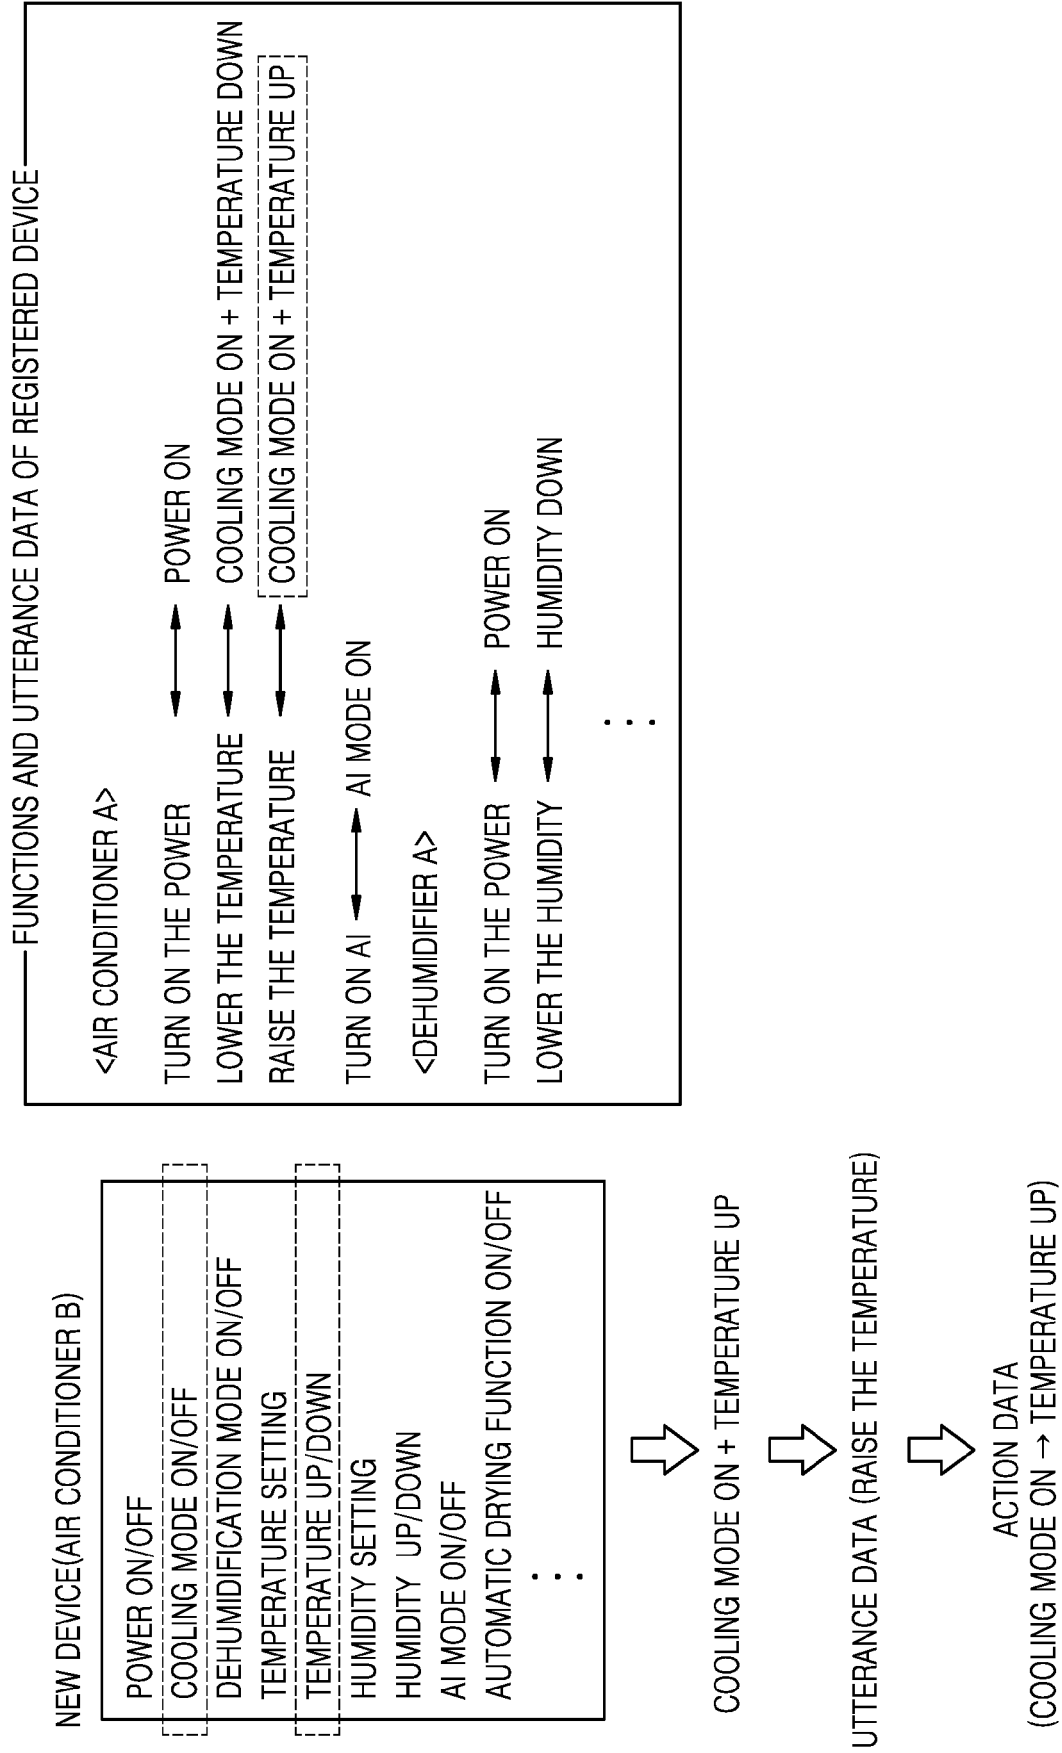 NEW DEVICE(AIR CONDITIONER B)
POWER ON/OFF
COOLING MODE ON/OFF
DEHUMIDIFICATION MODE ON/OFF
TEMPERATURE SETTING
TEMPERATURE UP/DOWN
HUMIDITY SETTING
HUMIDITY UP/DOWN
AI MODE ON/OFF
AUTOMATIC DRYING FUNCTION ON/OFF
. . .
COOLING MODE ON + TEMPERATURE UP
UTTERANCE DATA (RAISE THE TEMPERATURE)
ACTION DATA
(COOLING MODE ON → TEMPERATURE UP)
FUNCTIONS AND UTTERANCE DATA OF REGISTERED DEVICE
<AIR CONDITIONER A>
TURN ON THE POWER ↔ POWER ON
LOWER THE TEMPERATURE ↔ COOLING MODE ON + TEMPERATURE DOWN
RAISE THE TEMPERATURE ↔ COOLING MODE ON + TEMPERATURE UP
TURN ON AI ↔ AI MODE ON
<DEHUMIDIFIER A>
TURN ON THE POWER ↔ POWER ON
LOWER THE HUMIDITY ↔ HUMIDITY DOWN
. . .